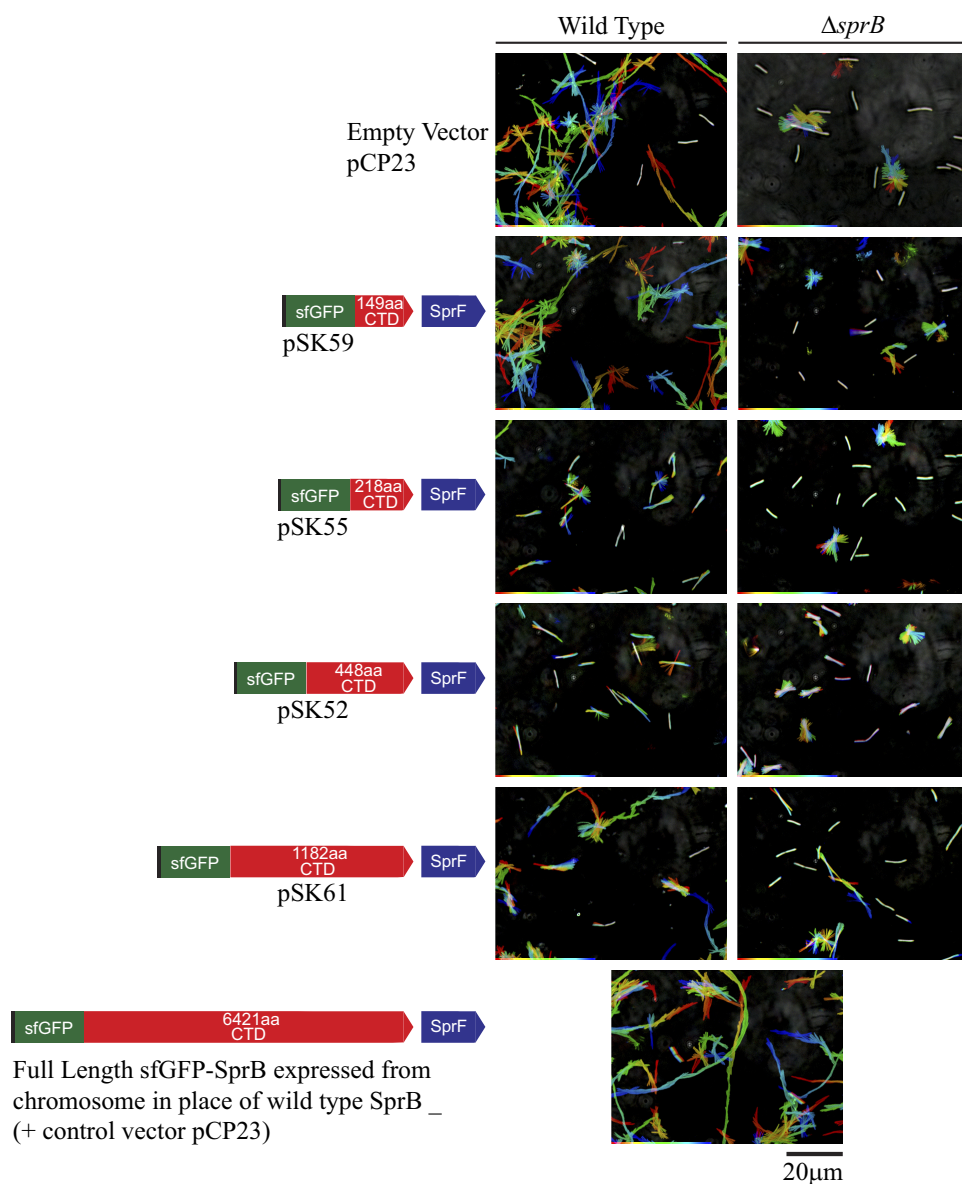 Wild Type
ΔsprB
Empty Vector
pCP23
sfGFP
149aa
CTD
SprF
pSK59
sfGFP
218aa
CTD
SprF
pSK55
sfGFP
448aa
CTD
SprF
pSK52
sfGFP
1182aa
CTD
SprF
pSK61
sfGFP
6421aa
CTD
SprF
Full Length sfGFP-SprB expressed from
chromosome in place of wild type SprB _
(+ control vector pCP23)
20μm